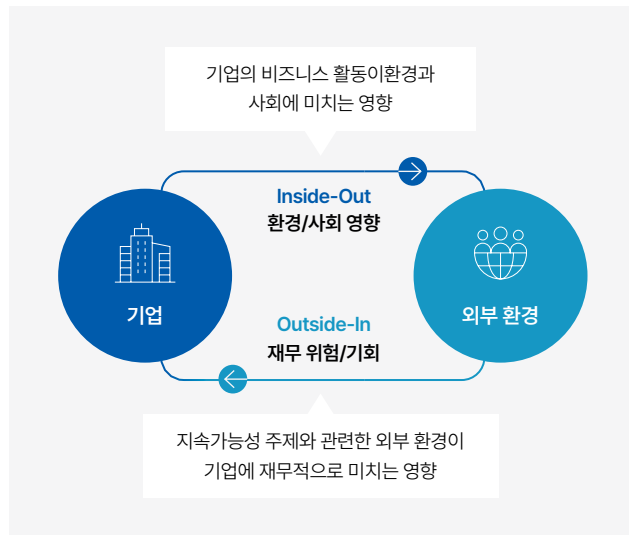 기업의 비즈니스 활동이환경과
사회에 미치는 영향
Inside-Out
환경/사회 영향
기업
외부 환경
Outside-In
재무 위험/기회
지속가능성 주제와 관련한 외부 환경이
기업에 재무적으로 미치는 영향